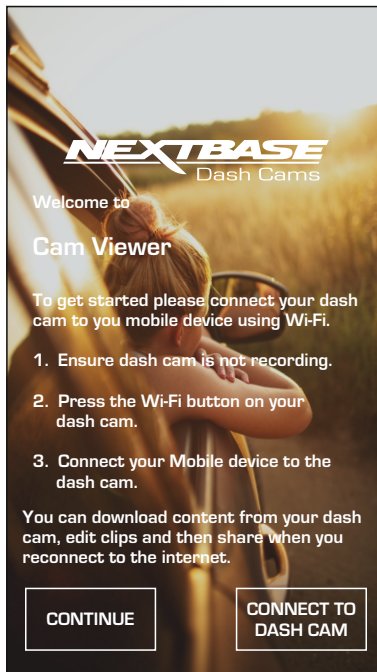 NEXTBASE
Dash Cams
Welcome to
Cam Viewer
To get started please connect your dash
cam to you mobile device using Wi-Fi.
1. Ensure dash cam is not recording.
2. Press the Wi-Fi button on your
dash cam.
3. Connect your Mobile device to the
dash cam.
You can download content from your dash
cam, edit clips and then share when you
reconnect to the internet.
CONTINUE
CONNECT TO
DASH CAM